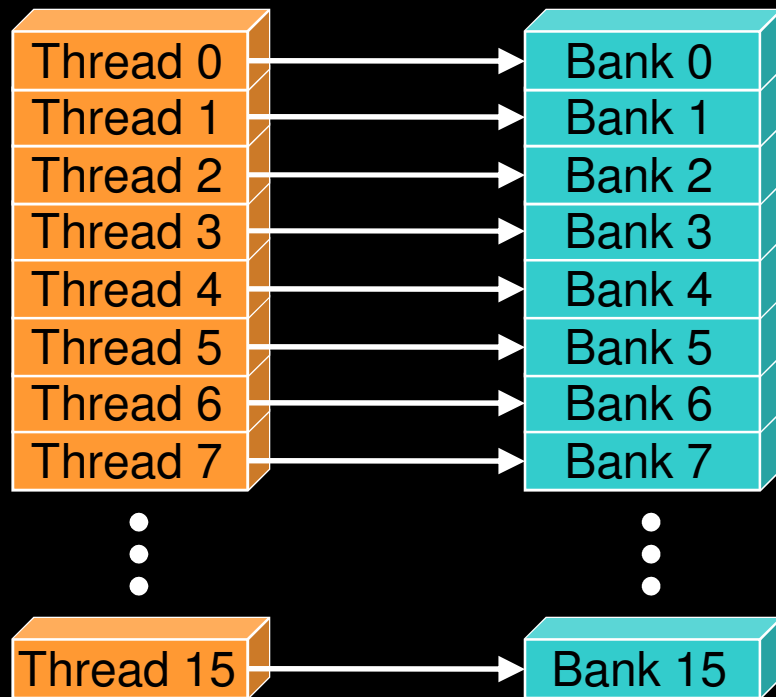 Thread 0
Bank 0
Thread 1
Bank 1
Thread 2
Bank 2
Thread 3
Bank 3
Thread 4
Bank 4
Thread 5
Bank 5
Thread 6
Bank 6
Thread 7
Bank 7
Thread 15
Bank 15